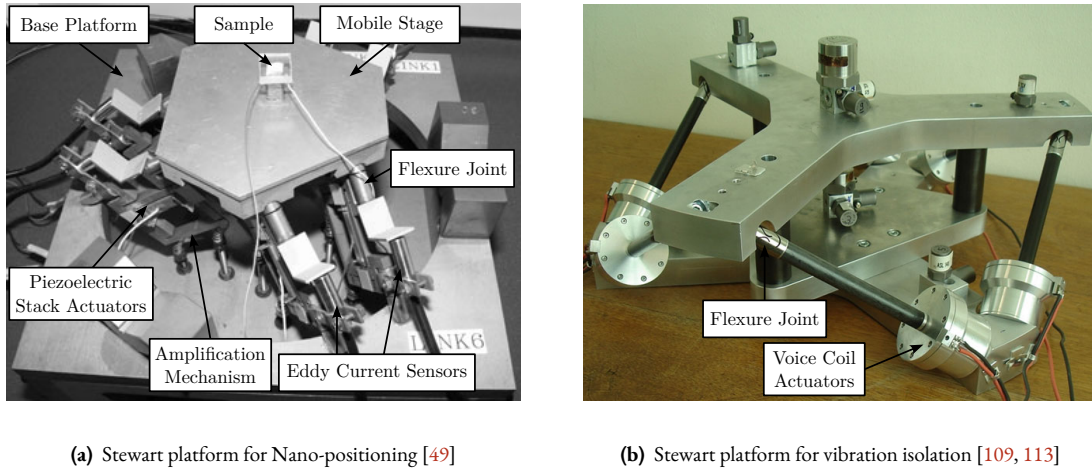 Base Platform
Sample
Mobile Stage
LINK1
Flexure Joint
Piezoelectric
Stack Actuators
Amplification
Mechanism
Eddy Current Sensors
LINK6
Flexure Joint
Voice Coil
Actuators
(a) Stewart platform for Nano-positioning [49]
(b) Stewart platform for vibration isolation [109, 113]